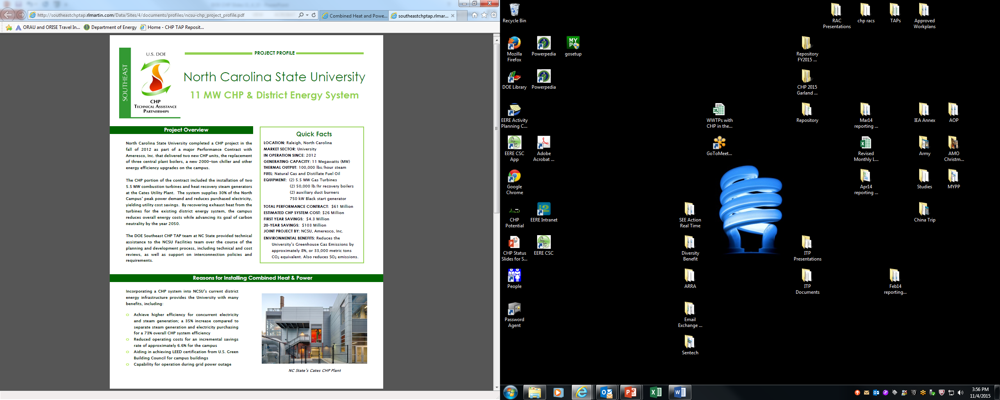 http://southeastchptap.rlmartin.com/Data/Sites/4/documents/profiles/ncsu-chp_project_profile.pdf
Combined Heat and Powe...
southeastchptap.rlmar...
ORAU and ORISE Travel In...
Department of Energy
Home - CHP TAP Reposit...
SOUTHEAST
U.S. DOE
CHP
TECHNICAL ASSISTANCE
PARTNERSHIPS
PROJECT PROFILE
North Carolina State University
11 MW CHP & District Energy System
Project Overview
North Carolina State University completed a CHP project in the
fall of 2012 as part of a major Performance Contract with
Ameresco, Inc. that delivered two new CHP units, the replacement
of three central plant boilers, a new 2000-ton chiller and other
energy efficiency upgrades on the campus.
The CHP portion of the contract included the installation of two
5.5 MW combustion turbines and heat recovery steam generators
at the Cates Utility Plant. The system supplies 30% of the North
Campus' peak power demand and reduces purchased electricity,
yielding utility cost savings. By recovering exhaust heat from the
turbines for the existing district energy system, the campus
reduces overall energy costs while advancing its goal of carbon
neutrality by the year 2050.
The DOE Southeast CHP TAP team at NC State provided technical
assistance to the NCSU Facilities team over the course of the
planning and development process, including technical and cost
reviews, as well as support on interconnection policies and
requirements.
Quick Facts
LOCATION: Raleigh, North Carolina
MARKET SECTOR: University
IN OPERATION SINCE: 2012
GENERATING CAPACITY: 11 Megawatts (MW)
THERMAL OUTPUT: 100,000 lbs/hour steam
FUEL: Natural Gas and Distillate Fuel Oil
EQUIPMENT: (2) 5.5 MW Gas Turbines
(2) 50,000 lb/hr recovery boilers
(2) auxiliary duct burners
750 kW Black start generator
TOTAL PERFORMANCE CONTRACT: $61 Million
ESTIMATED CHP SYSTEM COST: $26 Million
FIRST YEAR SAVINGS: $4.3 Million
20-YEAR SAVINGS: $103 Million
JOINT PROJECT BY: NCSU, Ameresco, Inc.
ENVIRONMENTAL BENEFITS: Reduces the
University's Greenhouse Gas Emissions by
approximately 8%, or 33,000 metric tons
CO₂ equivalent. Also reduces SO₂ emissions.
Reasons for Installing Combined Heat & Power
Incorporating a CHP system into NCSU's current district
energy infrastructure provides the University with many
benefits, including:
o Achieve higher efficiency for concurrent electricity
and steam generation; a 35% increase compared to
separate steam generation and electricity purchasing
for a 73% overall CHP system efficiency
o Reduced operating costs for an incremental savings
rate of approximately 6.6% for the campus
o Aiding in achieving LEED certification from U.S. Green
Building Council for campus buildings
o Capability for operation during grid power outage
NC State's Cates CHP Plant
Recycle Bin
RAC
Presentations
chp racs
TAPs
Approved
Workplans
Mozilla
Firefox
Powerpedia
MY
PO
gosetup
Repository
FY2015 ...
DOE Library
Powerpedia
CHP 2015
Garland ...
EERE Activity
Planning C...
WWTPs with
CHP in the...
Repository
Mar14
reporting ...
IEA Annex
AOP
EERE CSC
App
Adobe
Acrobat ...
GoToMeet...
Revised
Monthly L...
Army
AMO
Christm...
Google
Chrome
Apr14
reporting ...
Studies
MYPP
CHP
Potential
i2
EERE Intranet
SEE Action
Real Time
China Trip
CHP Status
Slides for S...
EERE CSC
Diversity
Benefit
ITP
Presentations
People
ARRA
ITP
Documents
Feb14
reporting...
Password
Agent
Email
Exchange ...
Sentech
3:56 PM
11/4/2015